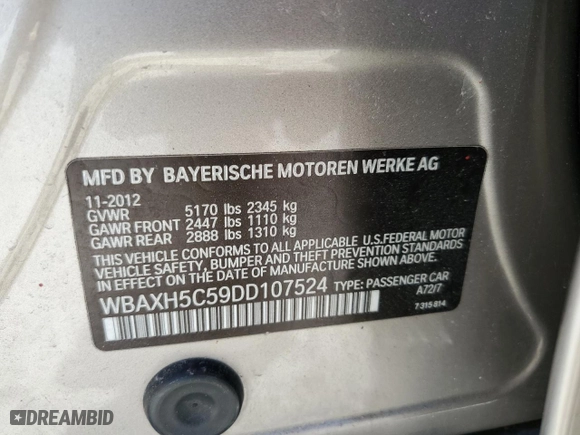 MFD BY BAYERISCHE MOTOREN WERKE AG
11-2012
GVWR 5170 lbs 2345 kg
GAWR FRONT 2447 lbs 1110 kg
GAWR REAR 2888 lbs 1310 kg
THIS VEHICLE CONFORMS TO ALL APPLICABLE U.S.FEDERAL MOTOR
VEHICLE SAFETY, BUMPER AND THEFT PREVENTION STANDARDS
IN EFFECT ON THE DATE OF MANUFACTURE SHOWN ABOVE.
WBAXH5C59DD107524 TYPE: PASSENGER CAR
A72/7
7 315 814
DREAMBID